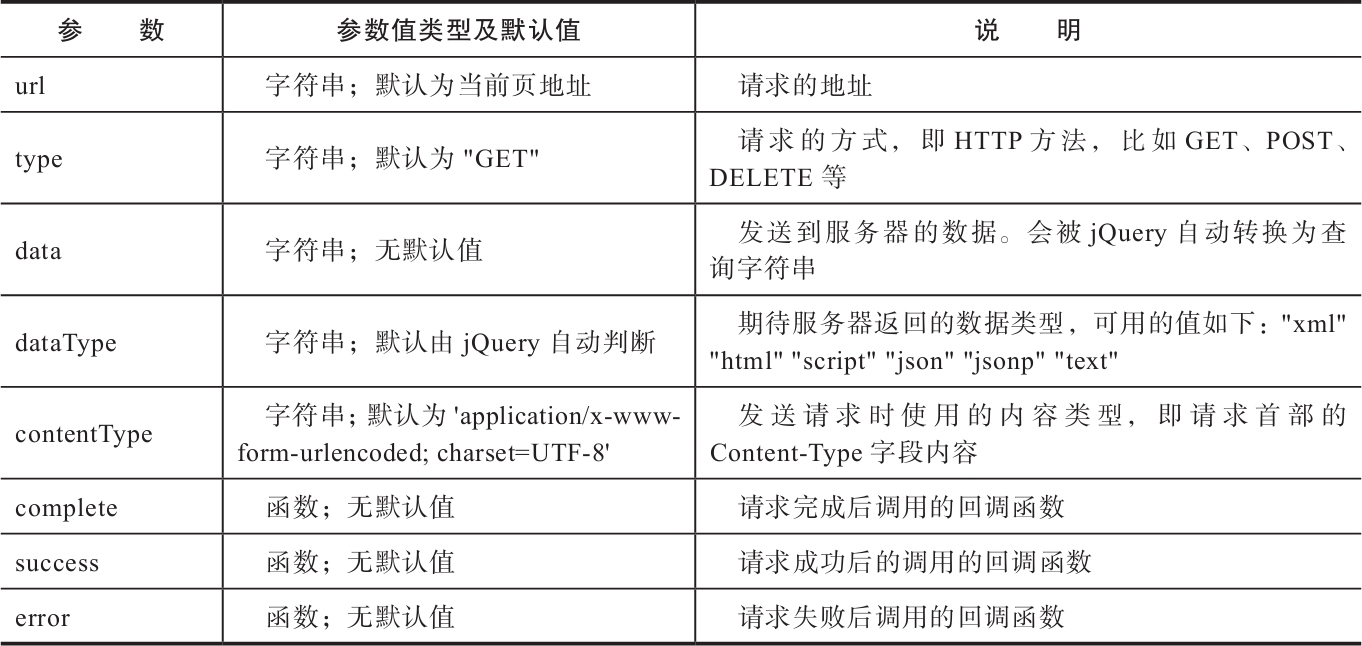 参 数 参数值类型及默认值 说 明
url 字符串；默认为当前页地址 请求的地址
type 字符串；默认为 "GET" 请求的方式，即 HTTP 方法，比如 GET、POST、
DELETE 等
data 字符串；无默认值 发送到服务器的数据。会被 jQuery 自动转换为查
询字符串
dataType 字符串；默认由 jQuery 自动判断 期待服务器返回的数据类型，可用的值如下："xml"
"html" "script" "json" "jsonp" "text"
contentType 字符串；默认为 'application/x-www- 发送请求时使用的内容类型，即请求首部的
form-urlencoded; charset=UTF-8' Content-Type 字段内容
complete 函数；无默认值 请求完成后调用的回调函数
success 函数；无默认值 请求成功后的调用的回调函数
error 函数；无默认值 请求失败后调用的回调函数